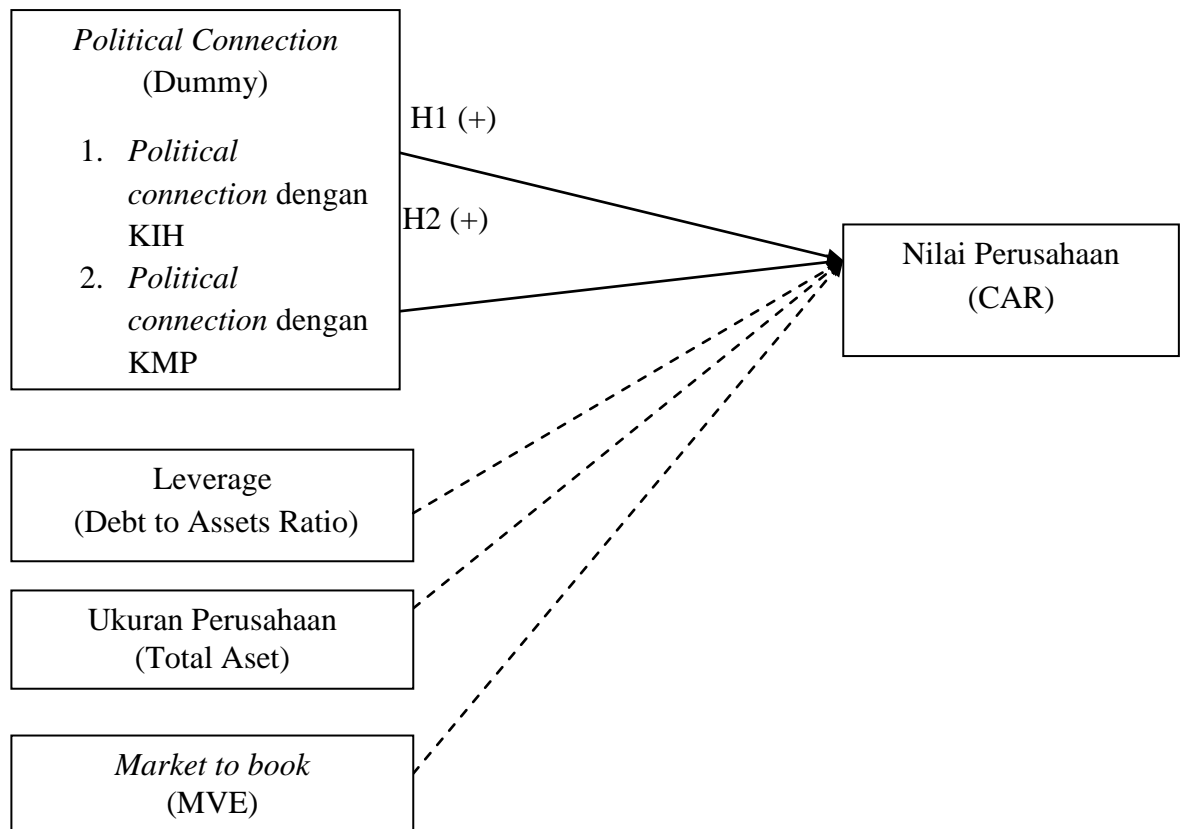 Political Connection
(Dummy)
1. Political
connection dengan
KIH
2. Political
connection dengan
KMP
H1 (+)
H2 (+)
Nilai Perusahaan
(CAR)
Leverage
(Debt to Assets Ratio)
Ukuran Perusahaan
(Total Aset)
Market to book
(MVE)